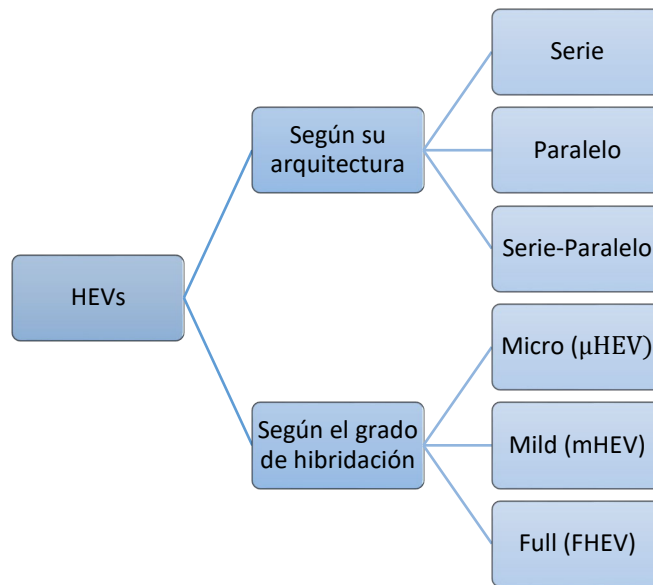 HEVs
Según su
arquitectura
Serie
Paralelo
Serie-Paralelo
Según el grado
de hibridación
Micro (μHEV)
Mild (mHEV)
Full (FHEV)